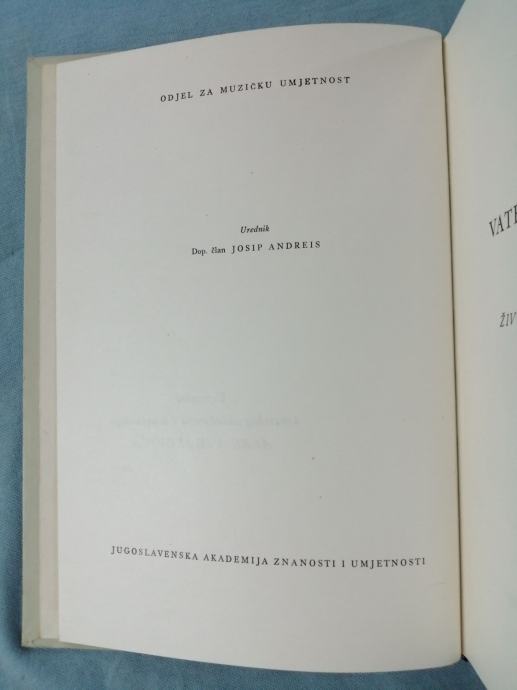 ODJEL ZA MUZIČKU UMJETNOST
Urednik
Dop. član JOSIP ANDREIS
JUGOSLAVENSKA AKADEMIJA ZNANOSTI I UMJETNOSTI